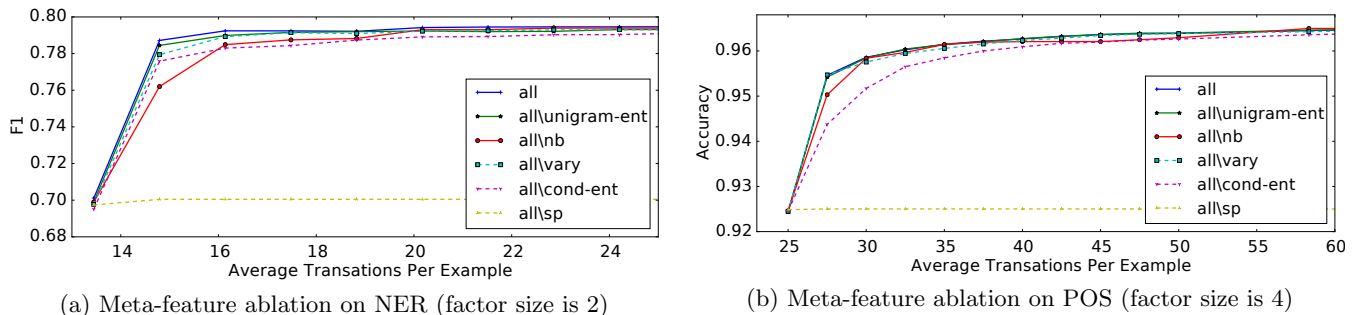 0.80
0.78
0.76
0.74
0.72
0.70
0.68
F1
14 16 18 20 22 24
Average Transations Per Example
all
all\unigram-ent
all\nb
all\vary
all\cond-ent
all\sp
(a) Meta-feature ablation on NER (factor size is 2)
0.96
0.95
0.94
0.93
0.92
Accuracy
25 30 35 40 45 50 55 60
Average Transations Per Example
all
all\unigram-ent
all\nb
all\vary
all\cond-ent
all\sp
(b) Meta-feature ablation on POS (factor size is 4)